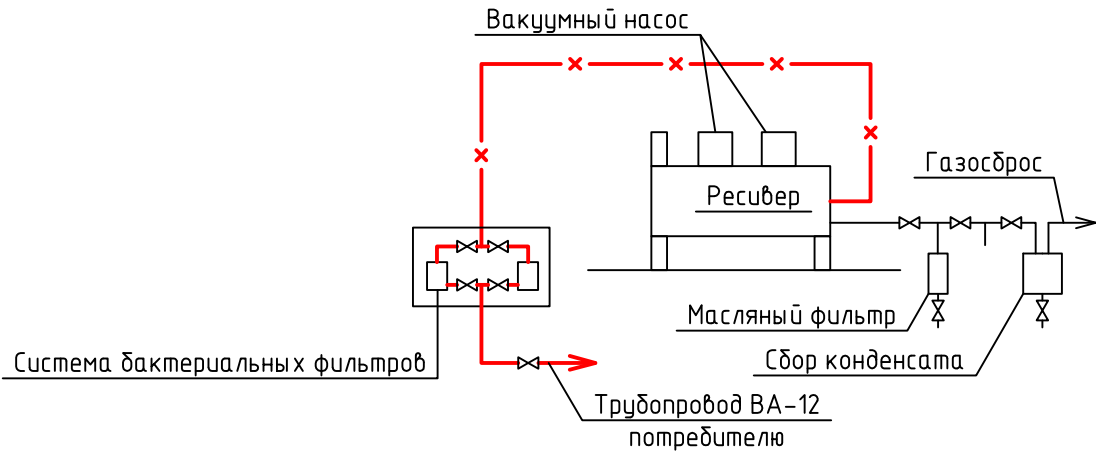 Вакуумный насос
Газосброс
Ресивер
Масляный фильтр
Сбор конденсата
Система бактериальных фильтров
Трубопровод ВА-12
потребителю